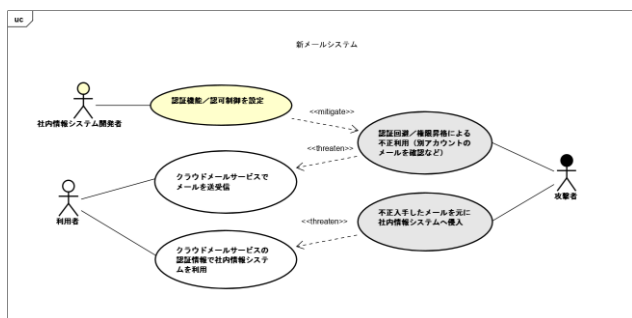 uc
新メールシステム
認証機能／認可制御を設定
<<mitigate>>
社内情報システム開発者
認証回避／権限昇格による
不正利用（別アカウントの
メールを確認など）
<<threaten>>
クラウドメールサービスで
メールを送受信
攻撃者
利用者
不正入手したメールを元に
社内情報システムへ侵入
<<threaten>>
クラウドメールサービスの
認証情報で社内情報システ
ムを利用